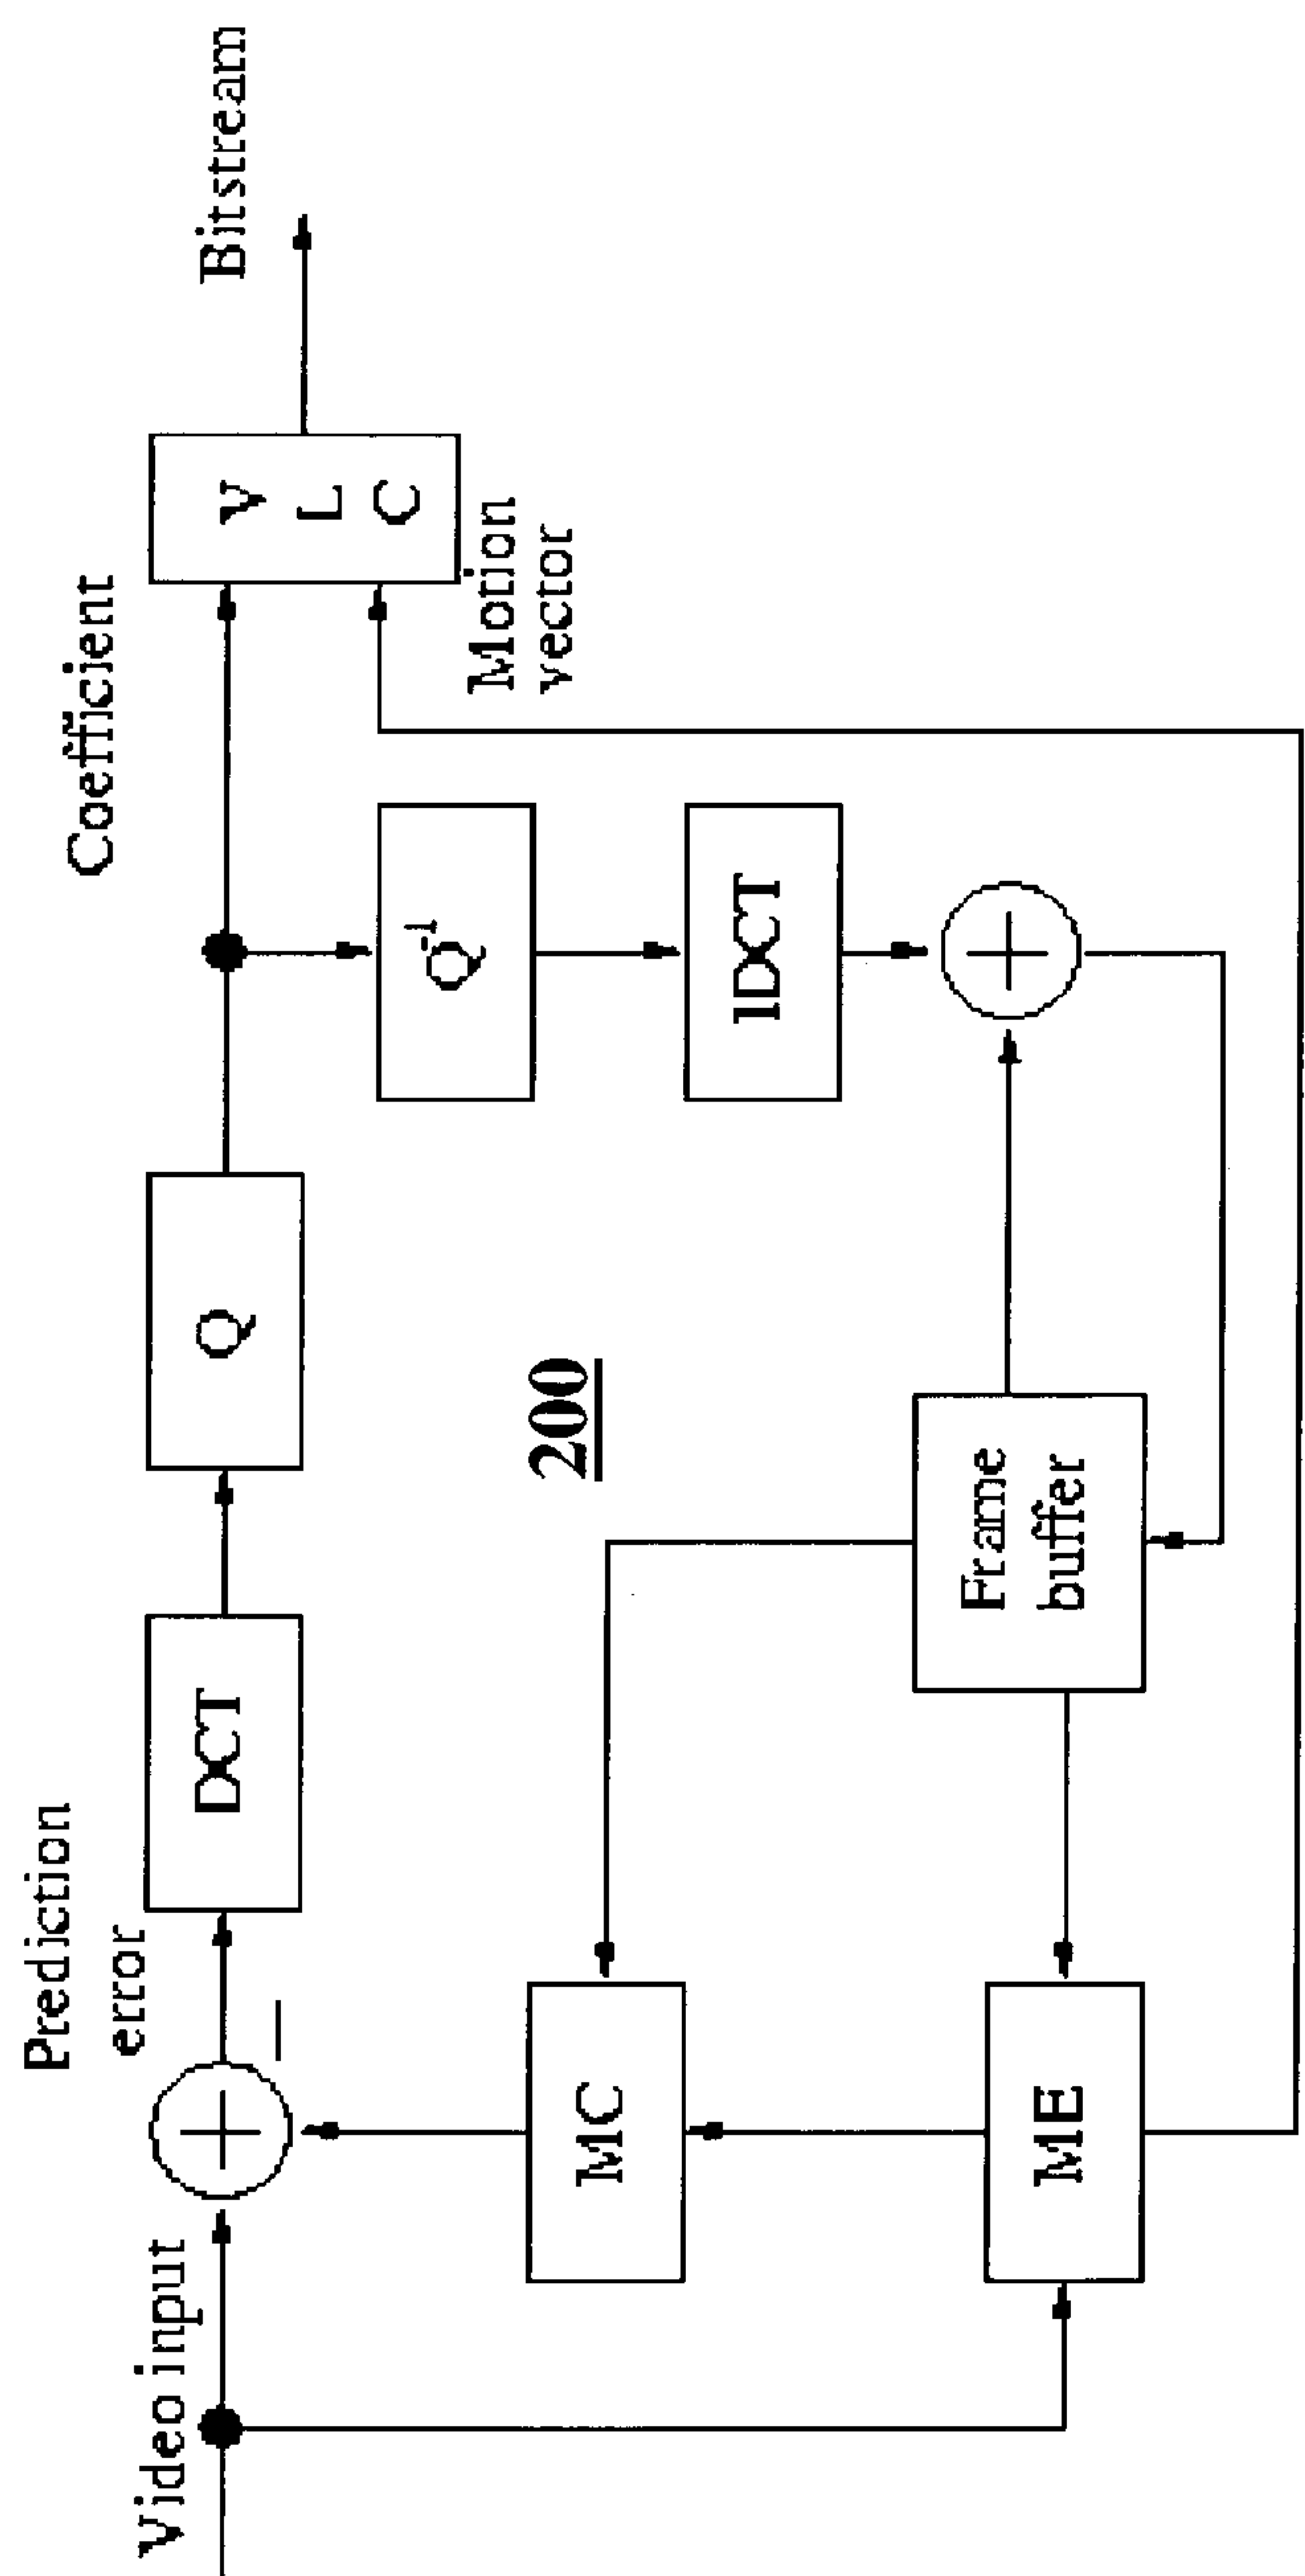 Prediction
error
Coefficient
Video input
DCT
Q
V
L
C
Bitstream
Q-1
Motion
vector
200
MC
IDCT
Frame
buffer
ME